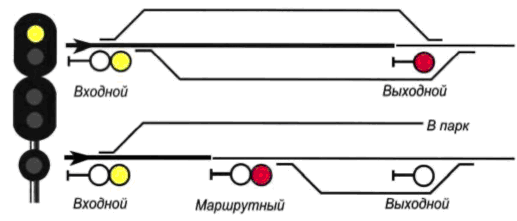 Входной
Выходной
В парк
Входной
Маршрутный
Выходной